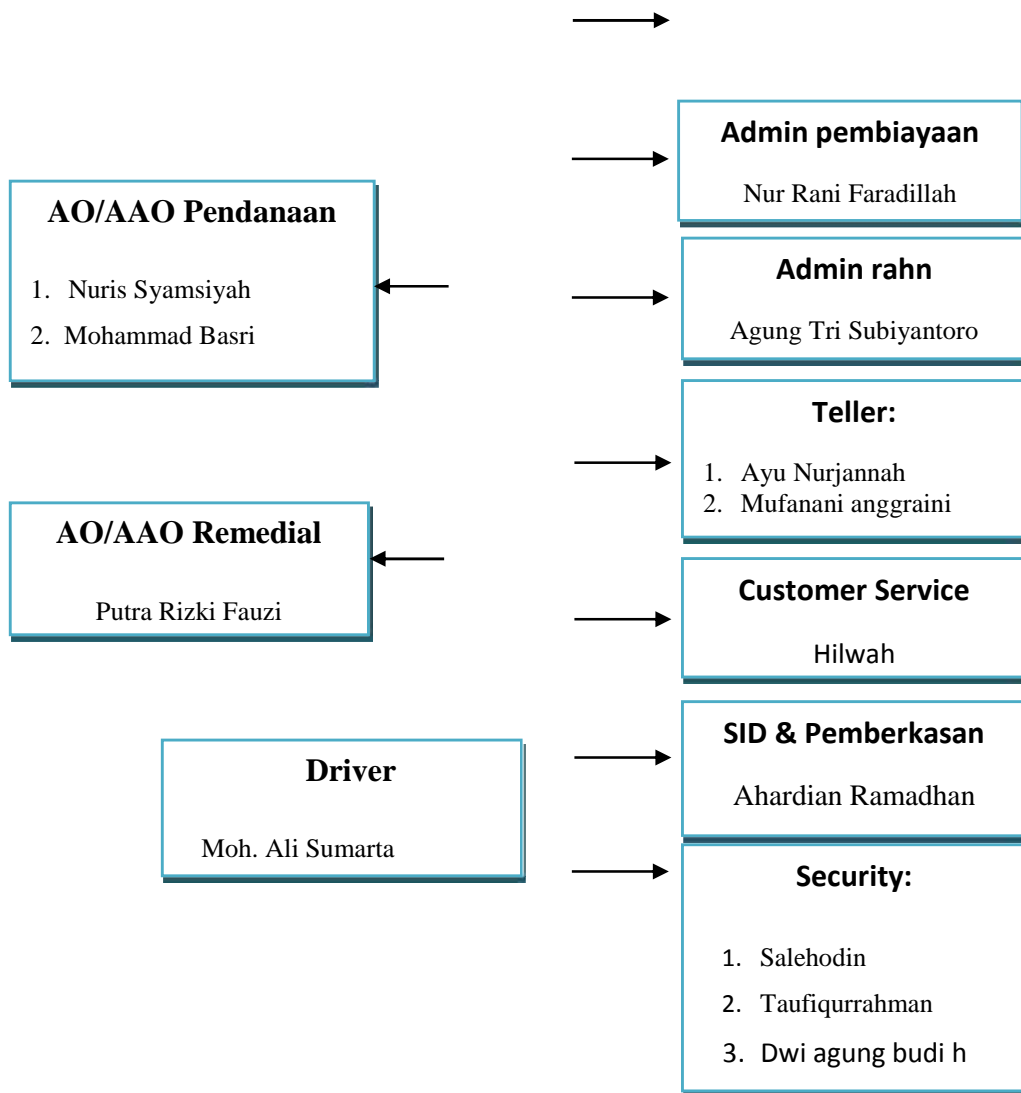 AO/AAO Pendanaan
1. Nuris Syamsiyah
2. Mohammad Basri
AO/AAO Remedial
Putra Rizki Fauzi
Driver
Moh. Ali Sumarta
Admin pembiayaan
Nur Rani Faradillah
Admin rahn
Agung Tri Subiyantoro
Teller:
1. Ayu Nurjannah
2. Mufanani anggraini
Customer Service
Hilwah
SID & Pemberkasan
Ahardian Ramadhan
Security:
1. Salehodin
2. Taufiqurrahman
3. Dwi agung budi h